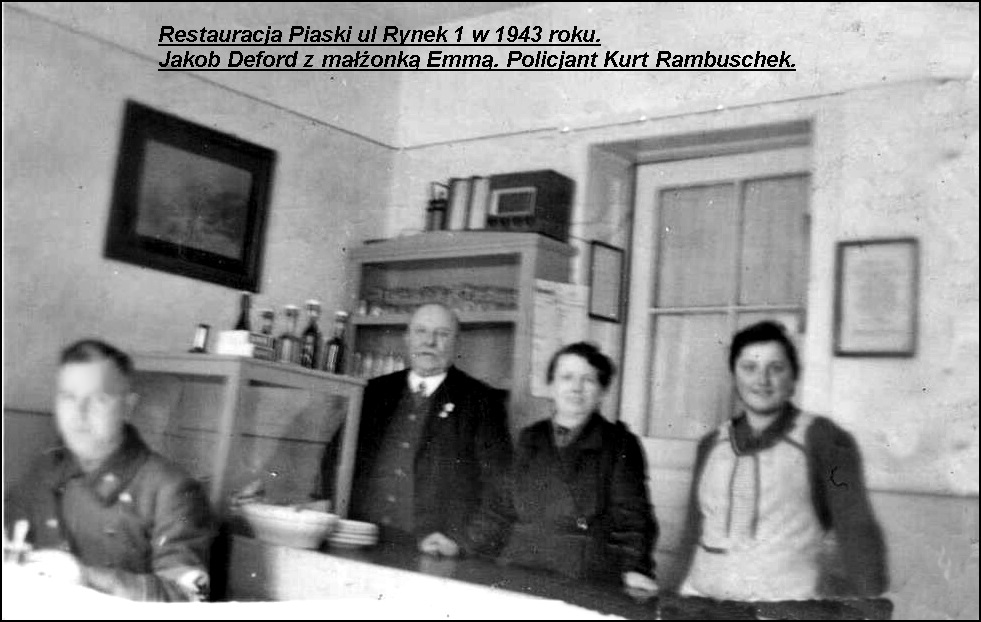 Restauracja Piaski ul Rynek 1 w 1943 roku.
Jakob Deford z małżonką Emmą. Policjant Kurt Rambuschek.